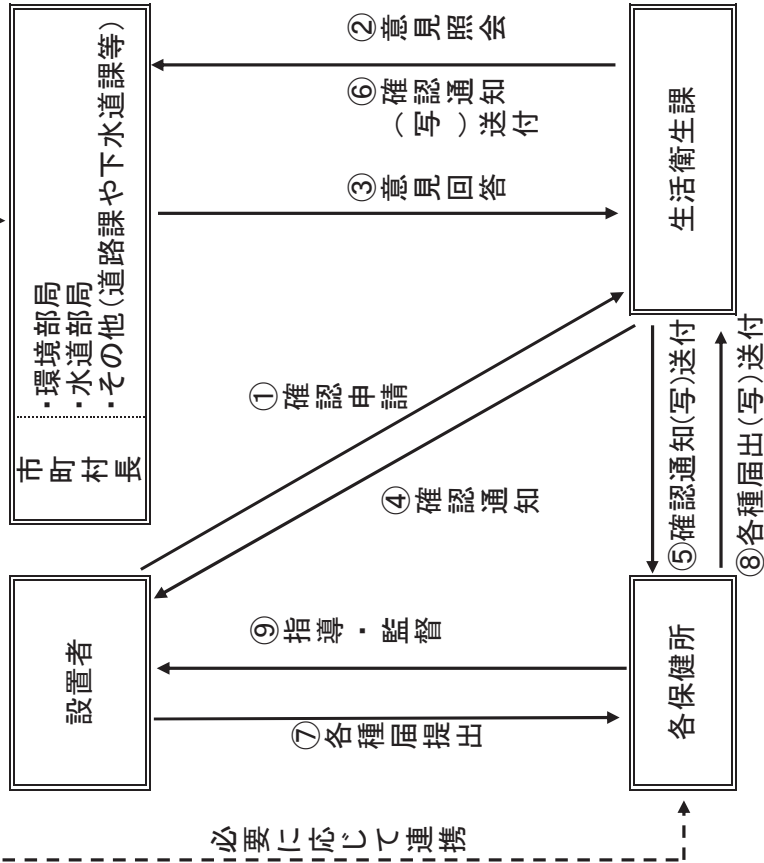 設置者
市町村長
・環境部局
・水道部局
・その他(道路課や下水道課等)
①確認申請
④確認通知
②意見照会
⑥確認通知
(写)送付
③意見回答
⑨指導・監督
⑦各種届提出
⑤確認通知(写)送付
⑧各種届出(写)送付
各保健所
生活衛生課
必要に応じて連携